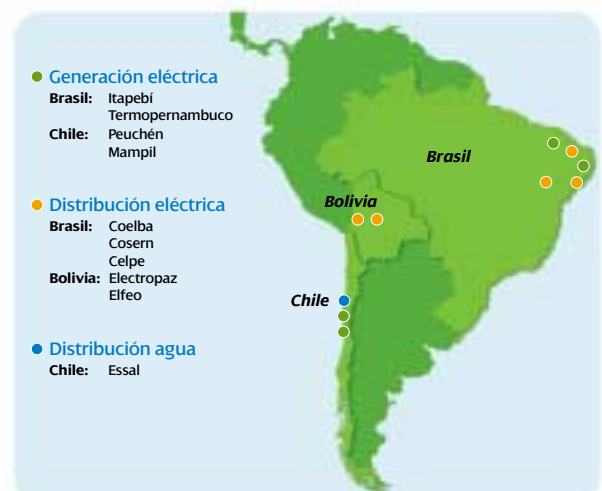 Generación eléctrica
Brasil: Itapebí
Termopernambuco
Chile: Peuchén
Mampil
Distribución eléctrica
Brasil: Coelba
Cosern
Celpe
Bolivia: Electropaz
Elfeo
Distribución agua
Chile: Essal
Brasil
Bolivia
Chile